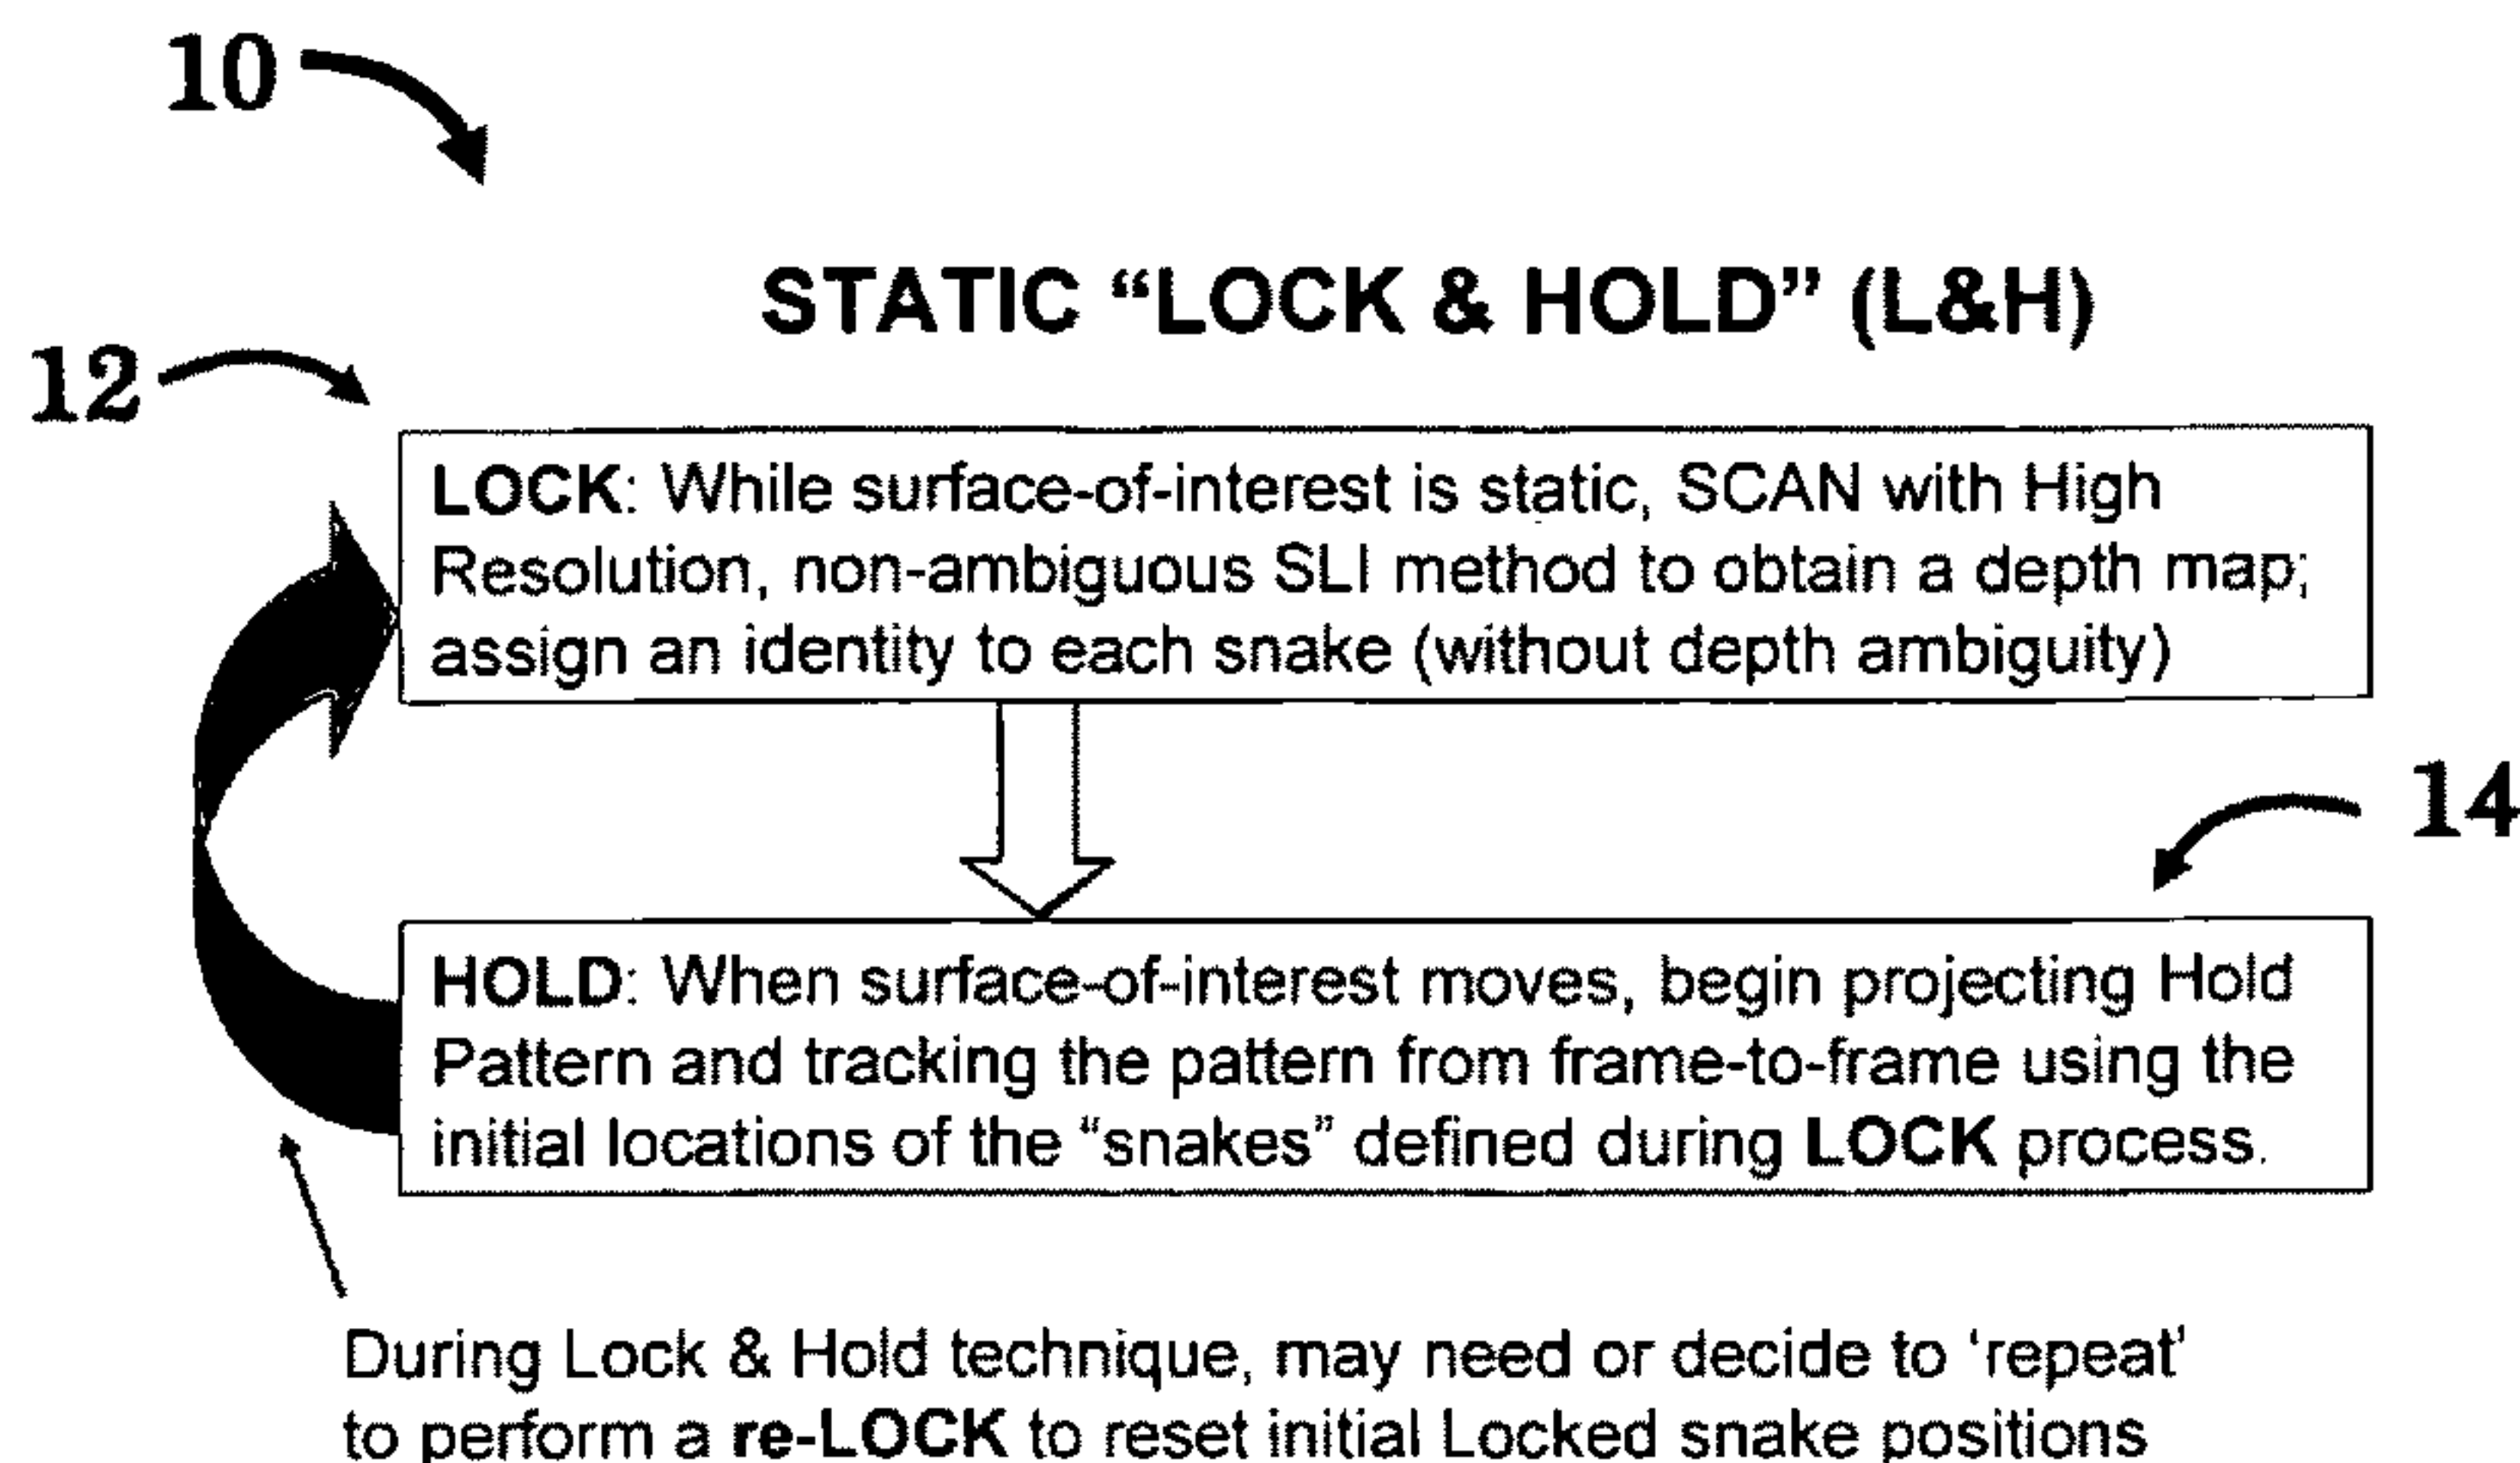 10
STATIC “LOCK & HOLD” (L&H)
12
LOCK: While surface-of-interest is static, SCAN with High
Resolution, non-ambiguous SLI method to obtain a depth map;
assign an identity to each snake (without depth ambiguity)
14
HOLD: When surface-of-interest moves, begin projecting Hold
Pattern and tracking the pattern from frame-to-frame using the
initial locations of the “snakes” defined during LOCK process.
During Lock & Hold technique, may need or decide to ‘repeat’
to perform a re-LOCK to reset initial Locked snake positions